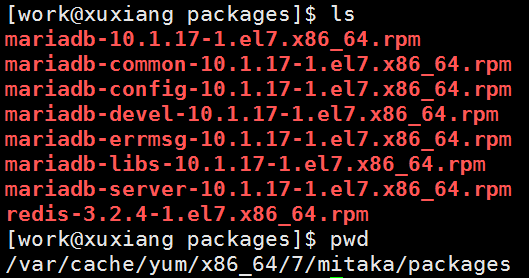 [work@xuxiang packages]$ ls
mariadb-10.1.17-1.el7.x86_64.rpm
mariadb-common-10.1.17-1.el7.x86_64.rpm
mariadb-config-10.1.17-1.el7.x86_64.rpm
mariadb-devel-10.1.17-1.el7.x86_64.rpm
mariadb-errmsg-10.1.17-1.el7.x86_64.rpm
mariadb-libs-10.1.17-1.el7.x86_64.rpm
mariadb-server-10.1.17-1.el7.x86_64.rpm
redis-3.2.4-1.el7.x86_64.rpm
[work@xuxiang packages]$ pwd
/var/cache/yum/x86_64/7/mitaka/packages